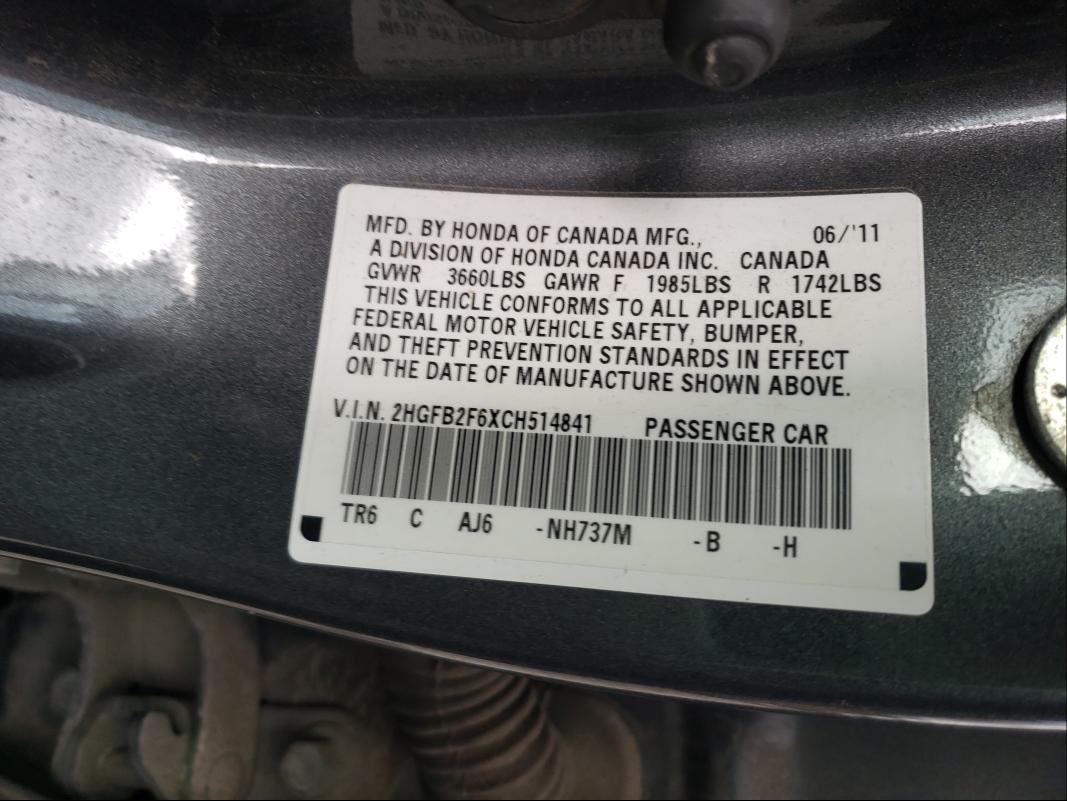 MFD. BY HONDA OF CANADA MFG., 06/'11
A DIVISION OF HONDA CANADA INC. CANADA
GVWR 3660LBS GAWR F 1985LBS R 1742LBS
THIS VEHICLE CONFORMS TO ALL APPLICABLE
FEDERAL MOTOR VEHICLE SAFETY, BUMPER,
AND THEFT PREVENTION STANDARDS IN EFFECT
ON THE DATE OF MANUFACTURE SHOWN ABOVE.
V.I.N. 2HGFB2F6XCH514841 PASSENGER CAR
TR6 C AJ6 -NH737M -B -H